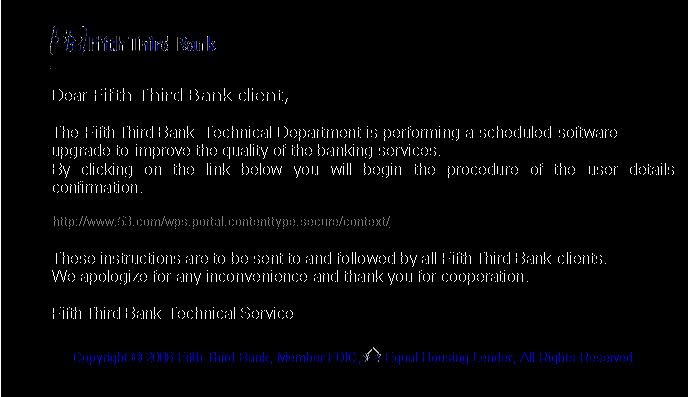 Fifth Third Bank
Dear Fifth Third Bank client,
The Fifth Third Bank Technical Department is performing a scheduled software
upgrade to improve the quality of the banking services.
By clicking on the link below you will begin the procedure of the user details
confirmation.
http://www.53.com/wps.portal.contenttype.secure/context/
These instructions are to be sent to and followed by all Fifth Third Bank clients.
We apologize for any inconvenience and thank you for cooperation.
Fifth Third Bank Technical Service
Copyright © 2006 Fifth Third Bank, Member FDIC, Equal Housing Lender, All Rights Reserved